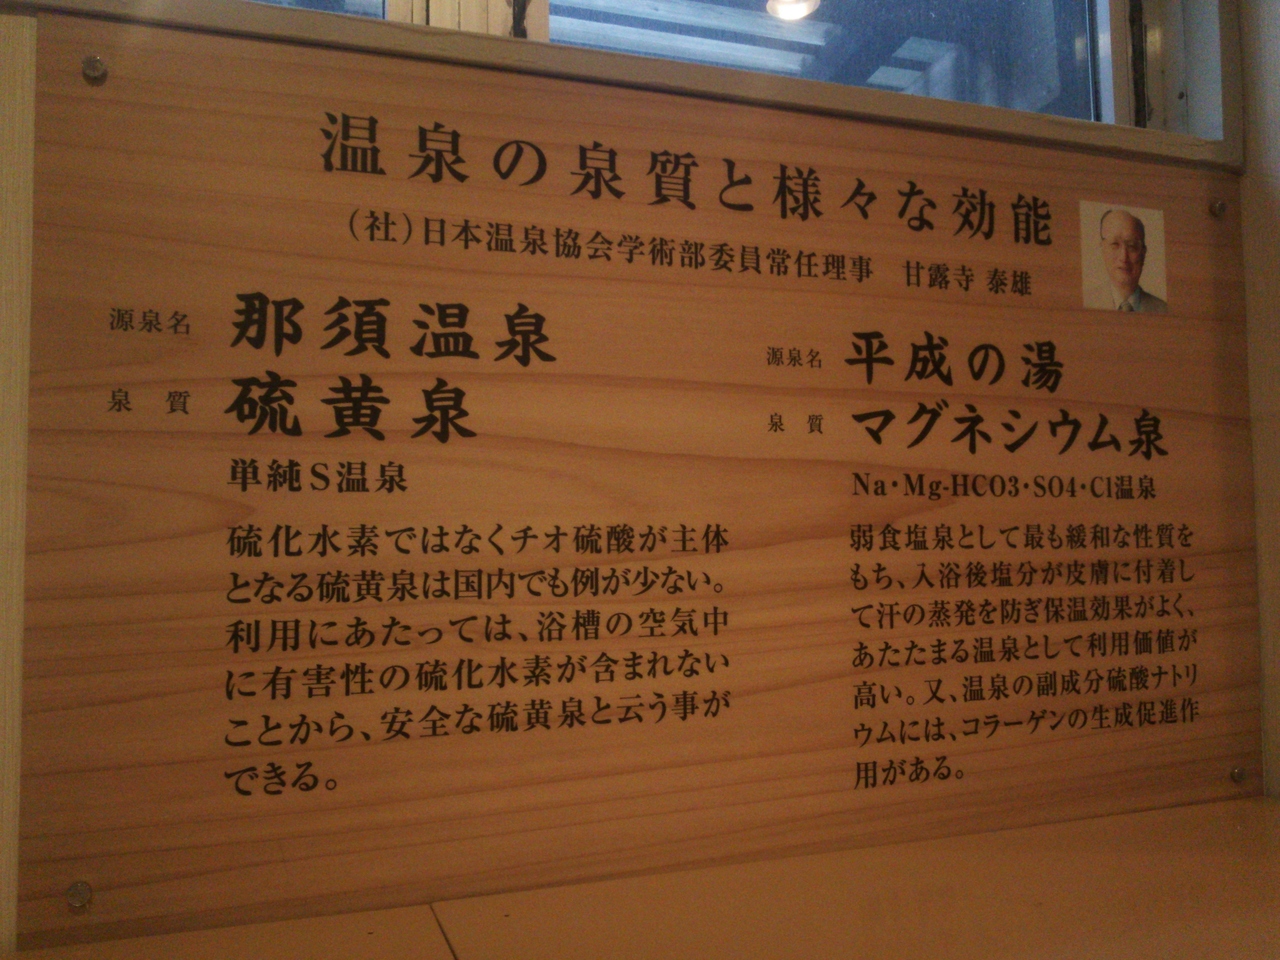 温泉の泉質と様々な効能
（社）日本温泉協会学術部委員常任理事　甘露寺 泰雄
源泉名 那須温泉
泉　質 硫黄泉
単純S温泉
硫化水素ではなくチオ硫酸が主体
となる硫黄泉は国内でも例が少ない。
利用にあたっては、浴槽の空気中
に有害性の硫化水素が含まれない
ことから、安全な硫黄泉と云う事が
できる。
源泉名 平成の湯
泉　質 マグネシウム泉
Na・Mg-HCO3・SO4・Cl温泉
弱食塩泉として最も緩和な性質を
もち、入浴後塩分が皮膚に付着し
て汗の蒸発を防ぎ保温効果がよく、
あたたまる温泉として利用価値が
高い。又、温泉の副成分硫酸ナトリ
ウムには、コラーゲンの生成促進作
用がある。